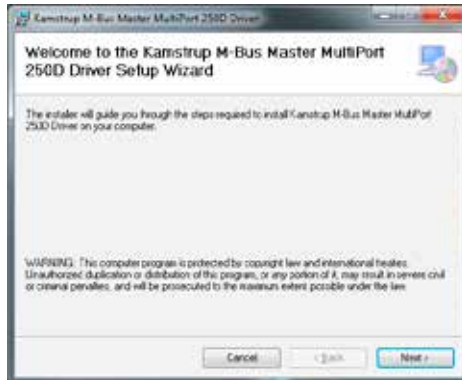 Kamstrup M-Bus Master MultiPort 250D Driver
Welcome to the Kamstrup M-Bus Master MultiPort
250D Driver Setup Wizard
The installer will guide you through the steps required to install Kamstrup M-Bus Master MultiPort
250D Driver on your computer.
WARNING: This computer program is protected by copyright law and international treaties.
Unauthorized duplication or distribution of this program, or any portion of it, may result in severe civil
or criminal penalties, and will be prosecuted to the maximum extent possible under the law.
Cancel
< Back
Next >